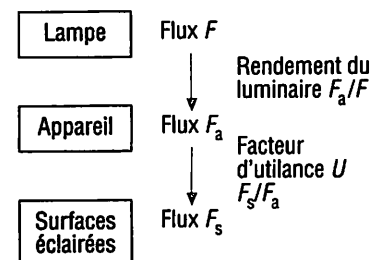 Lampe
Flux F
Rendement du
luminaire Fa/F
Appareil
Flux Fa
Facteur
d'utilance U
Fs/Fa
Surfaces
éclairées
Flux Fs